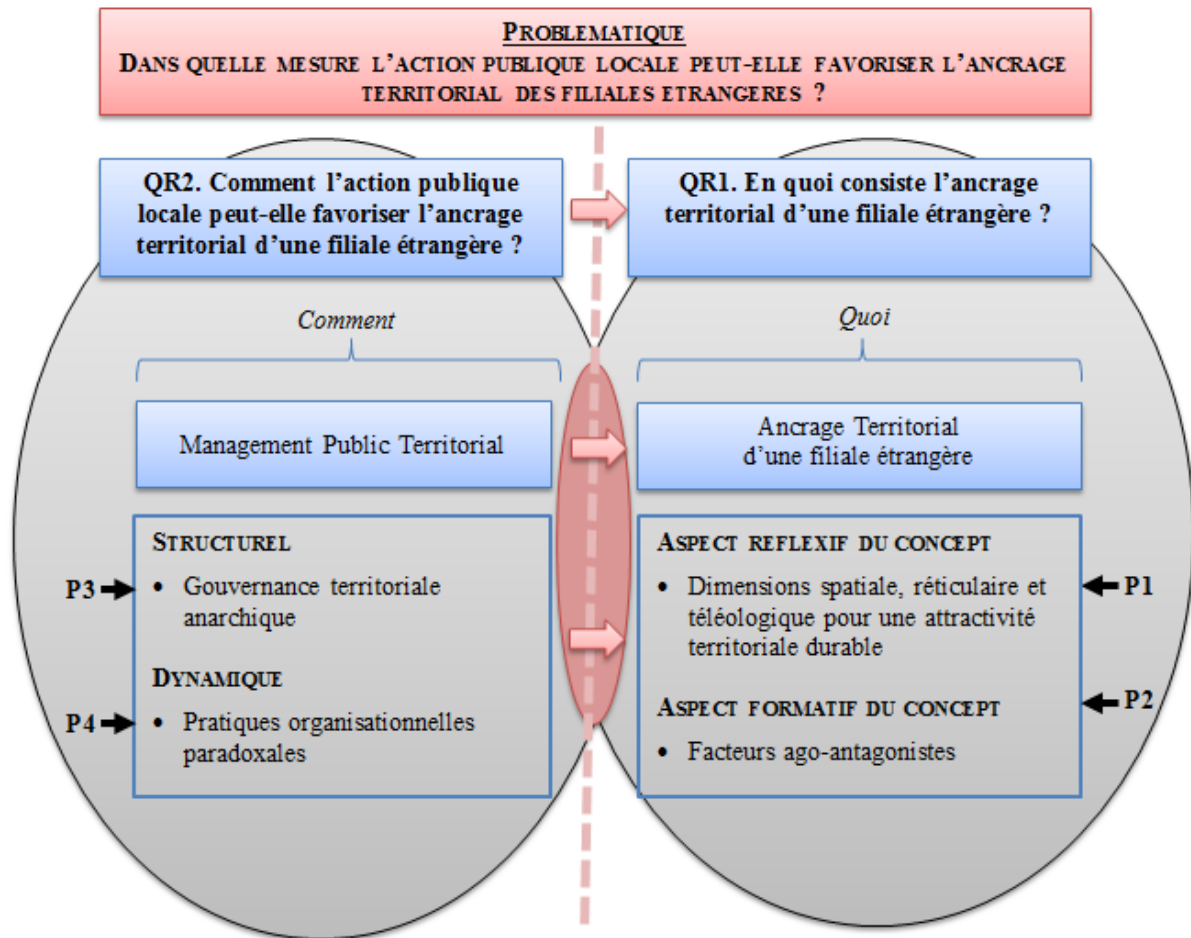 PROBLEMATIQUE
DANS QUELLE MESURE L'ACTION PUBLIQUE LOCALE PEUT-ELLE FAVORISER L'ANCRAGE
TERRITORIAL DES FILIALES ETRANGERES ?
QR2. Comment l'action publique
locale peut-elle favoriser l'ancrage
territorial d'une filiale étrangère ?
QR1. En quoi consiste l'ancrage
territorial d'une filiale étrangère ?
Comment
Quoi
Management Public Territorial
Ancrage Territorial
d'une filiale étrangère
STRUCTUREL
P3
• Gouvernance territoriale
anarchique
DYNAMIQUE
P4
• Pratiques organisationnelles
paradoxales
ASPECT REFLEXIF DU CONCEPT
• Dimensions spatiale, réticulaire et
téléologique pour une attractivité
territoriale durable
P1
ASPECT FORMATIF DU CONCEPT
P2
• Facteurs ago-antagonistes